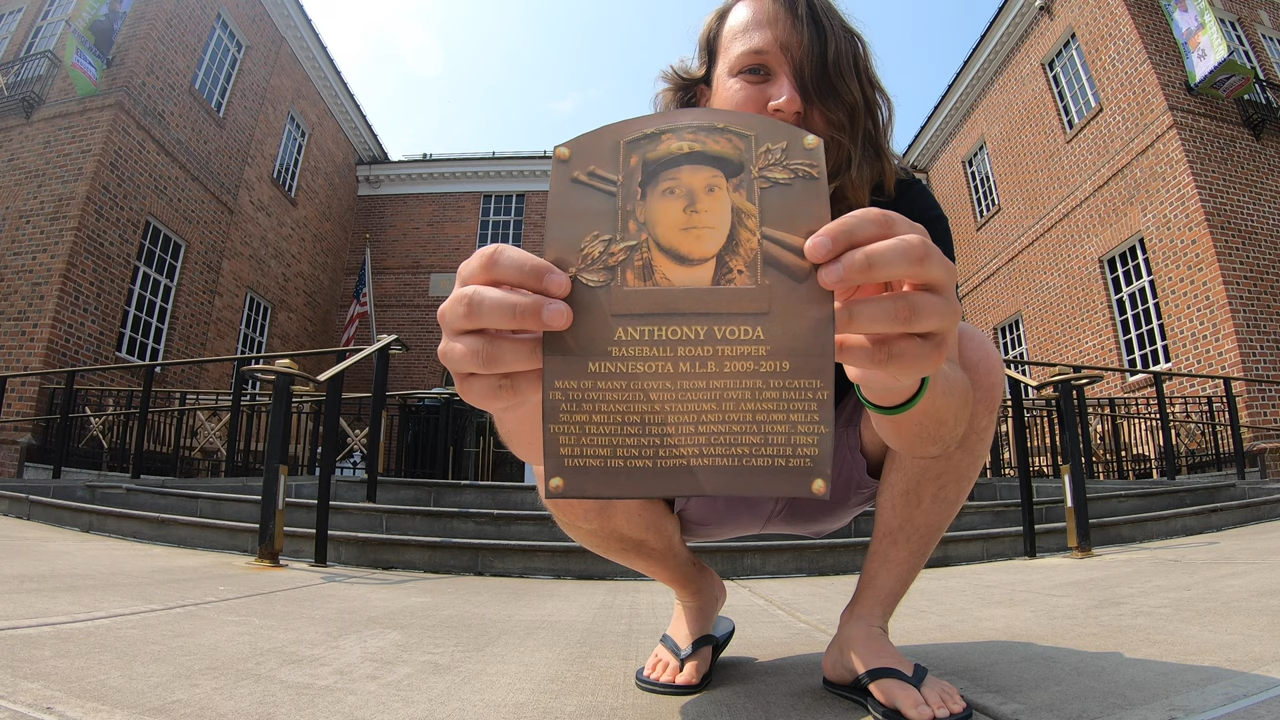 ANTHONY VODA
"BASEBALL ROAD TRIPPER"
MINNESOTA M.L.B. 2009-2019
MAN OF MANY GLOVES, FROM INFIELDER, TO CATCH-
ER, TO OVERSIZED, WHO CAUGHT OVER 1,000 BALLS AT
ALL 30 FRANCHISES' STADIUMS. HE AMASSED OVER
50,000 MILES ON THE ROAD AND OVER 60,000 MILES
TOTAL TRAVELING FROM HIS MINNESOTA HOME. NOTA-
BLE ACHIEVEMENTS INCLUDE CATCHING THE FIRST
MLB HOME RUN OF KENNYS VARGAS'S CAREER AND
HAVING HIS OWN TOPPS BASEBALL CARD IN 2015.